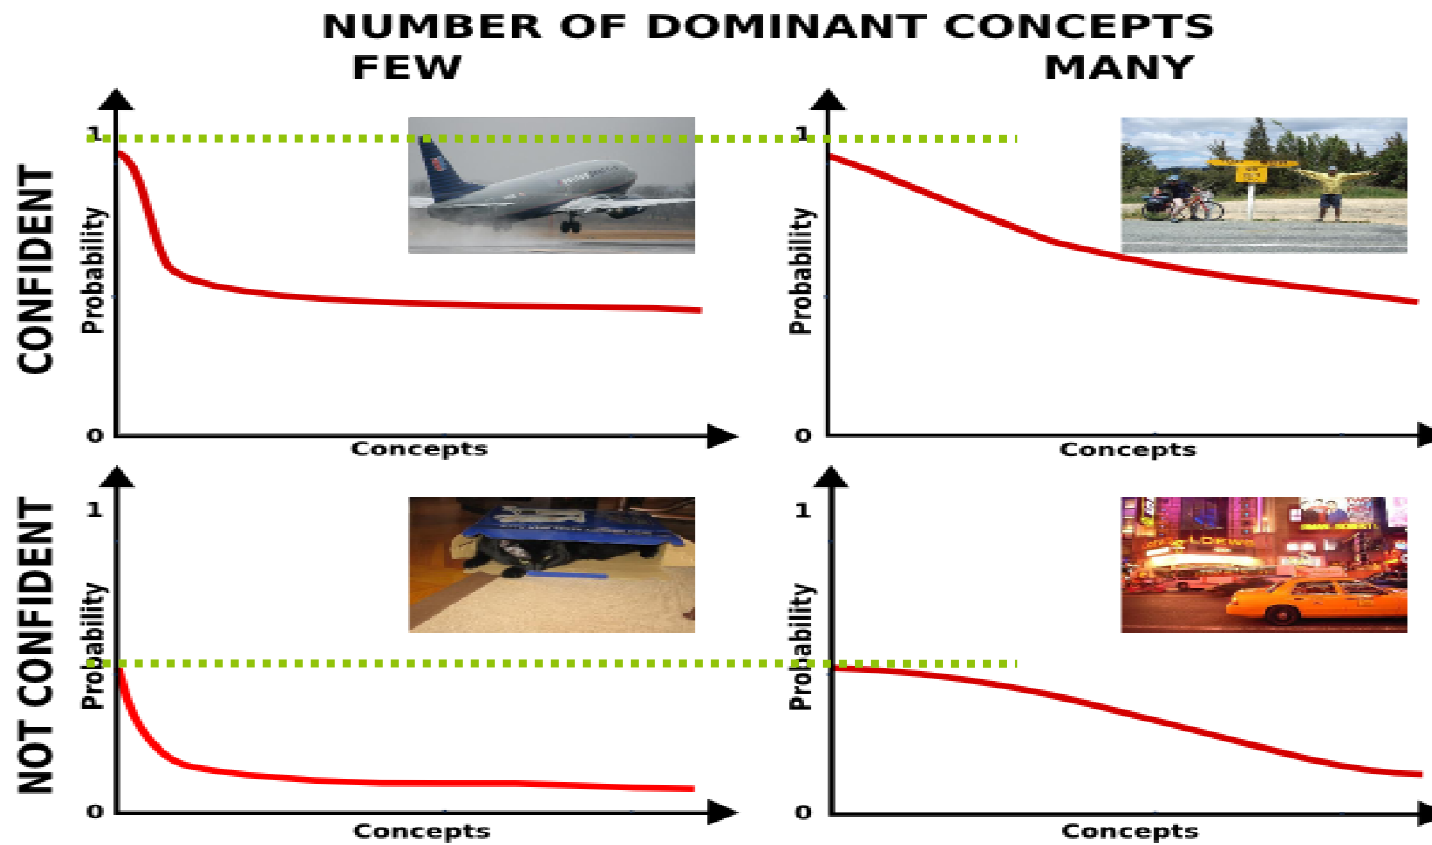 NUMBER OF DOMINANT CONCEPTS
FEW
MANY
CONFIDENT
1
Probability
0
Concepts
1
Probability
0
Concepts
NOT CONFIDENT
1
Probability
0
Concepts
1
Probability
0
Concepts
LOEWS